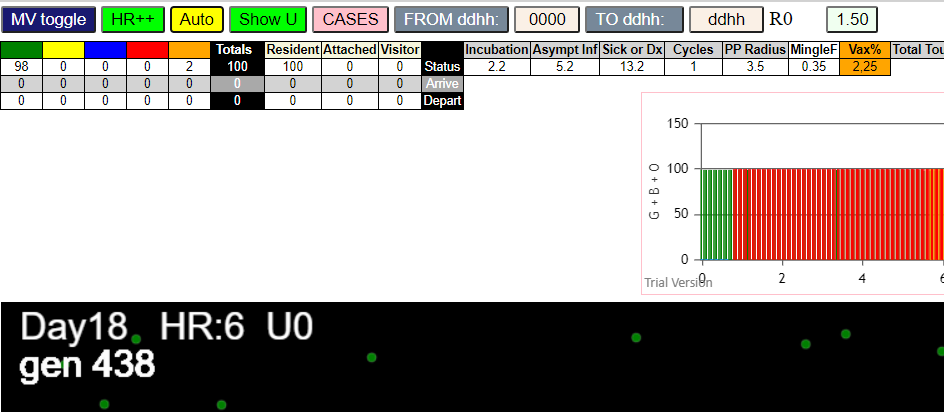 MV toggle HR++ Auto Show U CASES FROM ddhh: 0000 TO ddhh: ddhh R0 1.50
Totals Resident Attached Visitor Incubation Asympt Inf Sick or Dx Cycles PP Radius MingleF Vax% Total Tou
98 0 0 0 2 100 100 0 0 Status 2.2 5.2 13.2 1 3.5 0.35 2,25
0 0 0 0 0 0 0 0 0 Arrive
0 0 0 0 0 0 0 0 0 Depart
150
100
50
0
G + B + O
0 2 4 6
Trial Version
Day18 HR:6 U0
gen 438